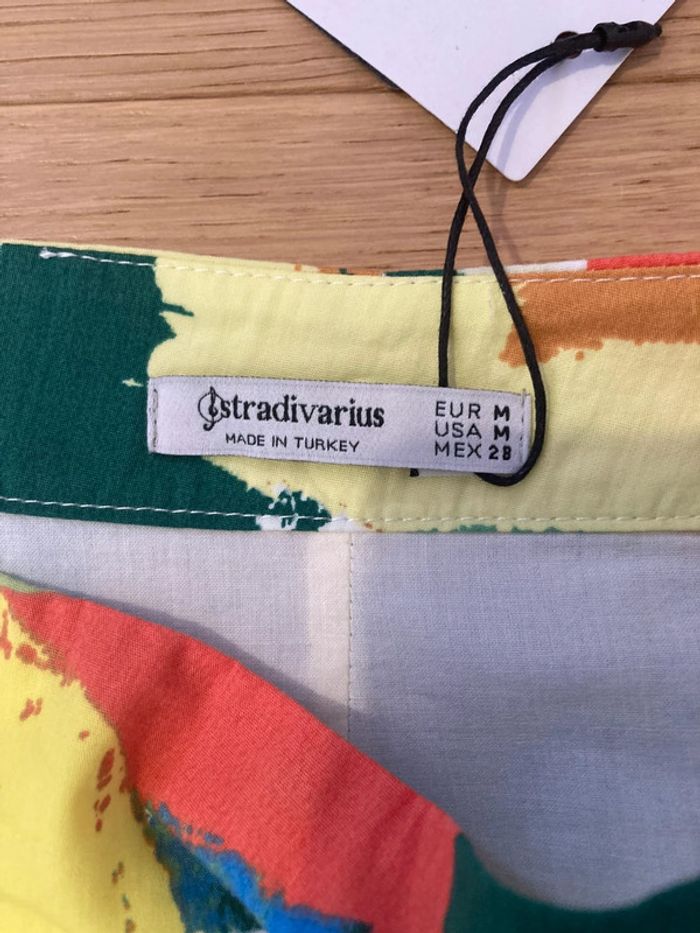 stradivarius
MADE IN TURKEY
EUR M
USA M
MEX 28